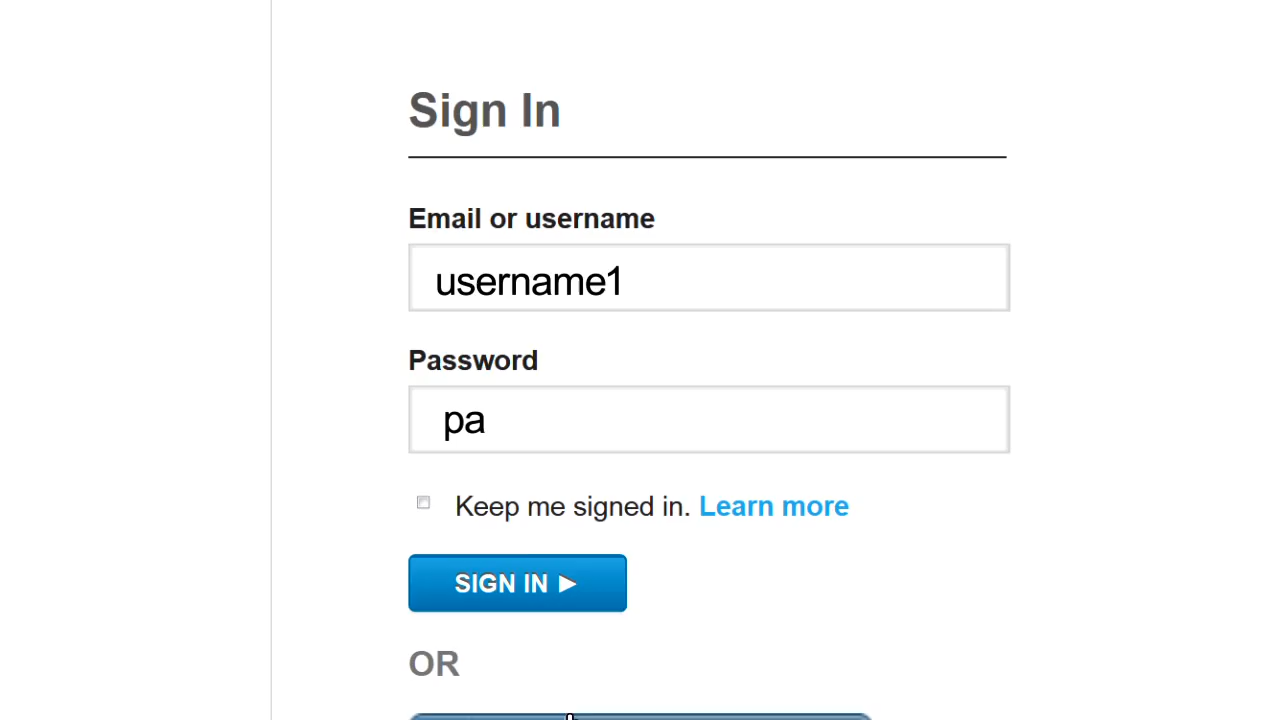 Sign In
Email or username
username1
Password
pa
Keep me signed in. Learn more
SIGN IN ►
OR